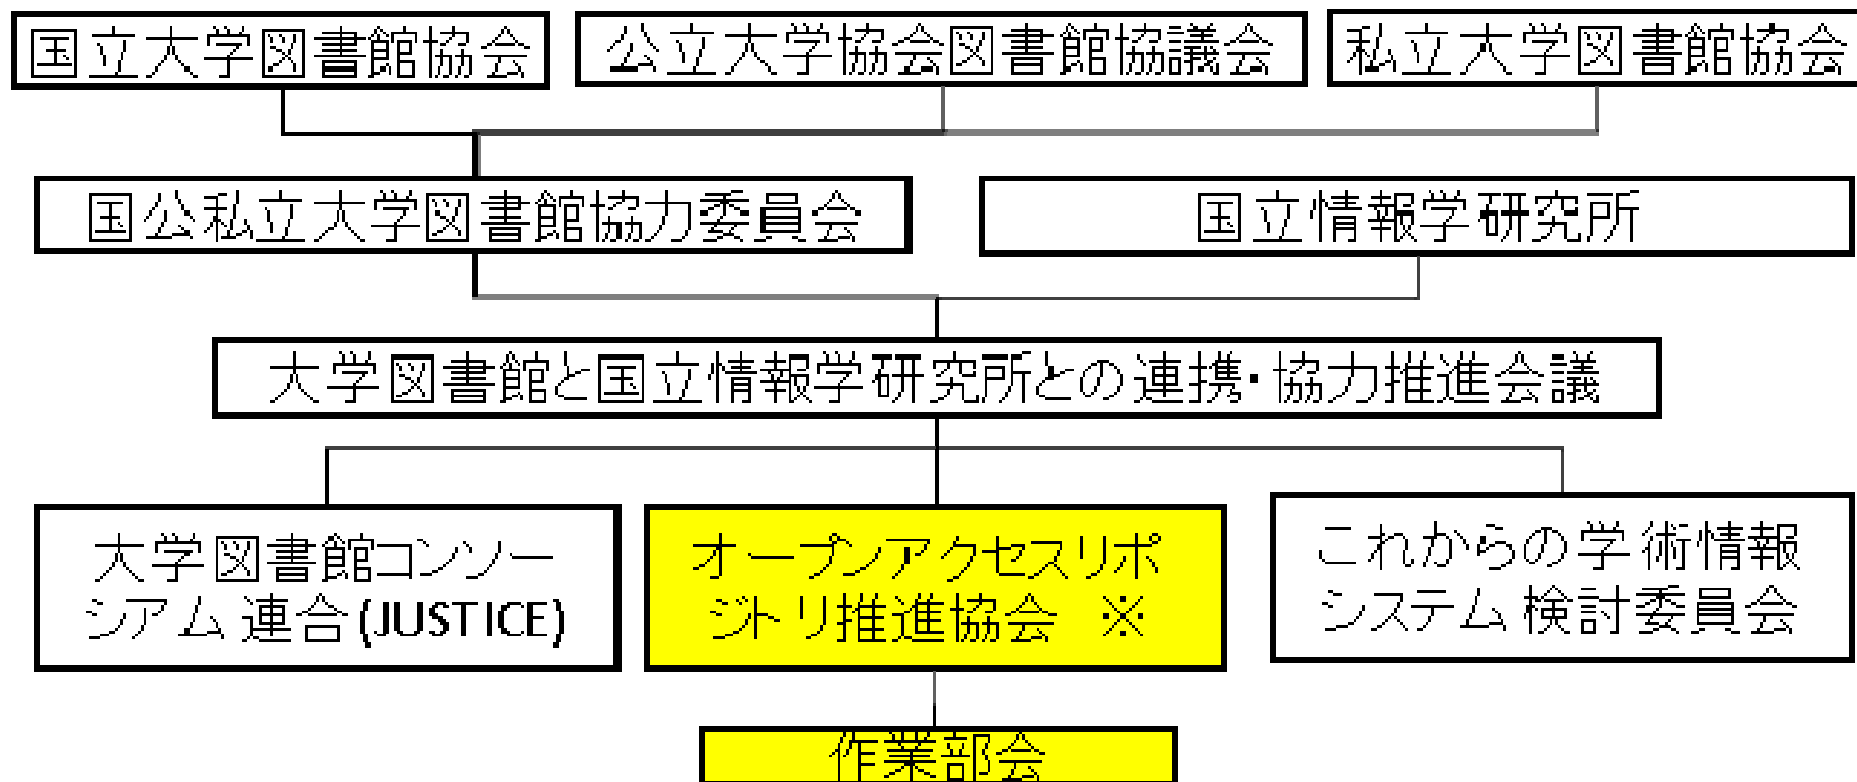 国立大学図書館協会
公立大学協会図書館協議会
私立大学図書館協会
国公私立大学図書館協力委員会
国立情報学研究所
大学図書館と国立情報学研究所との連携・協力推進会議
大学図書館コンソー
シアム連合(JUSTICE)
オープンアクセスリポ
ジトリ推進協会 ※
これからの学術情報
システム検討委員会
作業部会